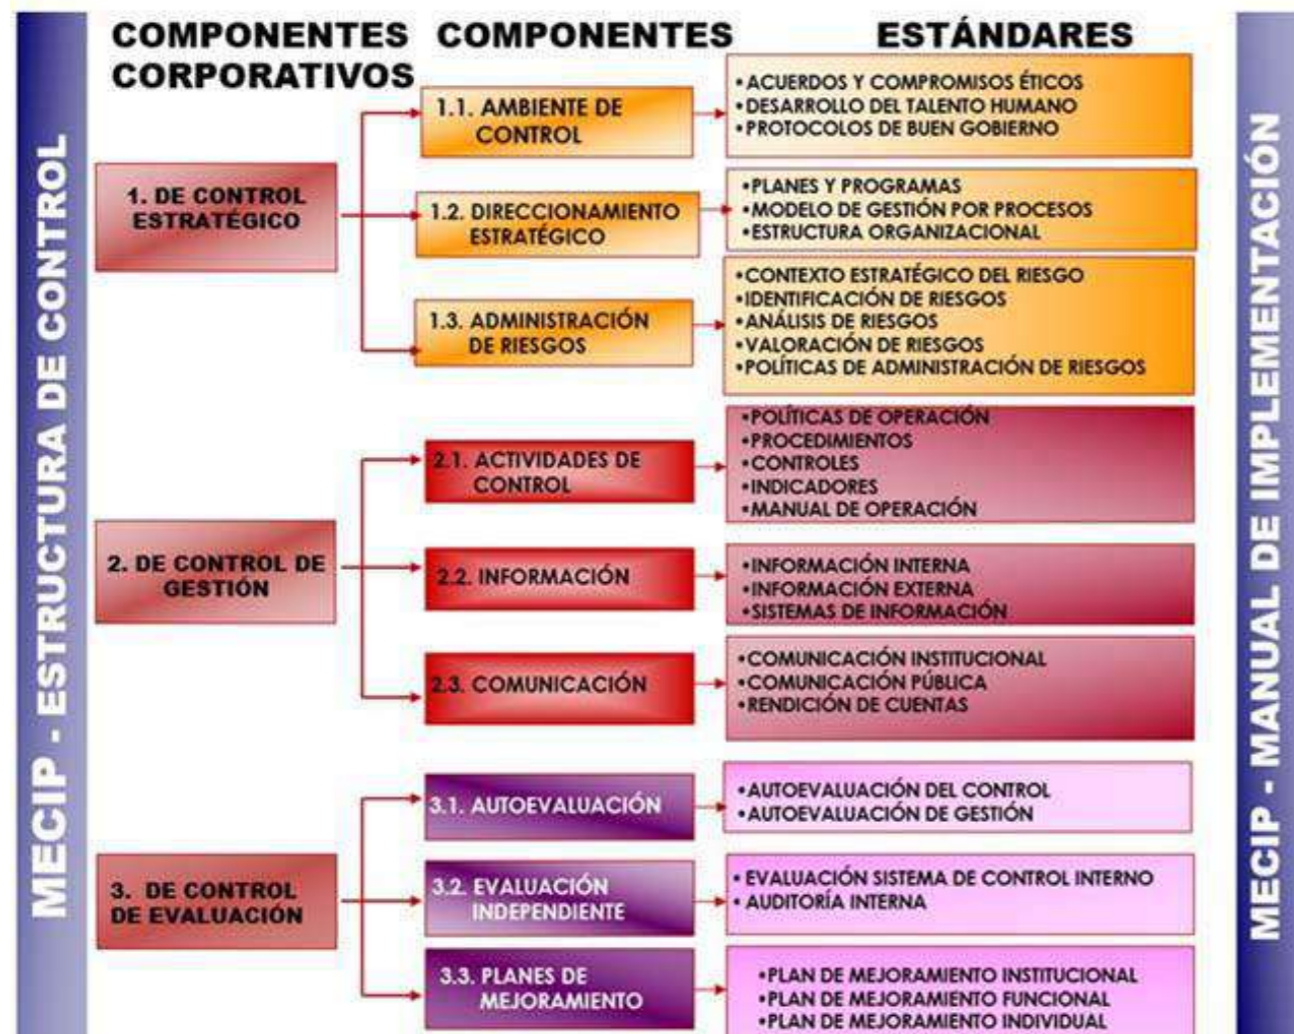 MECIP - ESTRUCTURA DE CONTROL
COMPONENTES
CORPORATIVOS
COMPONENTES
ESTÁNDARES
1. DE CONTROL
ESTRATÉGICO
1.1. AMBIENTE DE
CONTROL
•ACUERDOS Y COMPROMISOS ÉTICOS
•DESARROLLO DEL TALENTO HUMANO
•PROTOCOLOS DE BUEN GOBIERNO
1.2. DIRECCIONAMIENTO
ESTRATÉGICO
•PLANES Y PROGRAMAS
•MODELO DE GESTIÓN POR PROCESOS
•ESTRUCTURA ORGANIZACIONAL
1.3. ADMINISTRACIÓN
DE RIESGOS
•CONTEXTO ESTRATÉGICO DEL RIESGO
•IDENTIFICACIÓN DE RIESGOS
•ANÁLISIS DE RIESGOS
•VALORACIÓN DE RIESGOS
•POLÍTICAS DE ADMINISTRACIÓN DE RIESGOS
2. DE CONTROL DE
GESTIÓN
2.1. ACTIVIDADES DE
CONTROL
•POLÍTICAS DE OPERACIÓN
•PROCEDIMIENTOS
•CONTROLES
•INDICADORES
•MANUAL DE OPERACIÓN
2.2. INFORMACIÓN
•INFORMACIÓN INTERNA
•INFORMACIÓN EXTERNA
•SISTEMAS DE INFORMACIÓN
2.3. COMUNICACIÓN
•COMUNICACIÓN INSTITUCIONAL
•COMUNICACIÓN PÚBLICA
•RENDICIÓN DE CUENTAS
3. DE CONTROL
DE EVALUACIÓN
3.1. AUTOEVALUACIÓN
•AUTOEVALUACIÓN DEL CONTROL
•AUTOEVALUACIÓN DE GESTIÓN
3.2. EVALUACIÓN
INDEPENDIENTE
• EVALUACIÓN SISTEMA DE CONTROL INTERNO
• AUDITORÍA INTERNA
3.3. PLANES DE
MEJORAMIENTO
•PLAN DE MEJORAMIENTO INSTITUCIONAL
•PLAN DE MEJORAMIENTO FUNCIONAL
•PLAN DE MEJORAMIENTO INDIVIDUAL
MECIP - MANUAL DE IMPLEMENTACIÓN